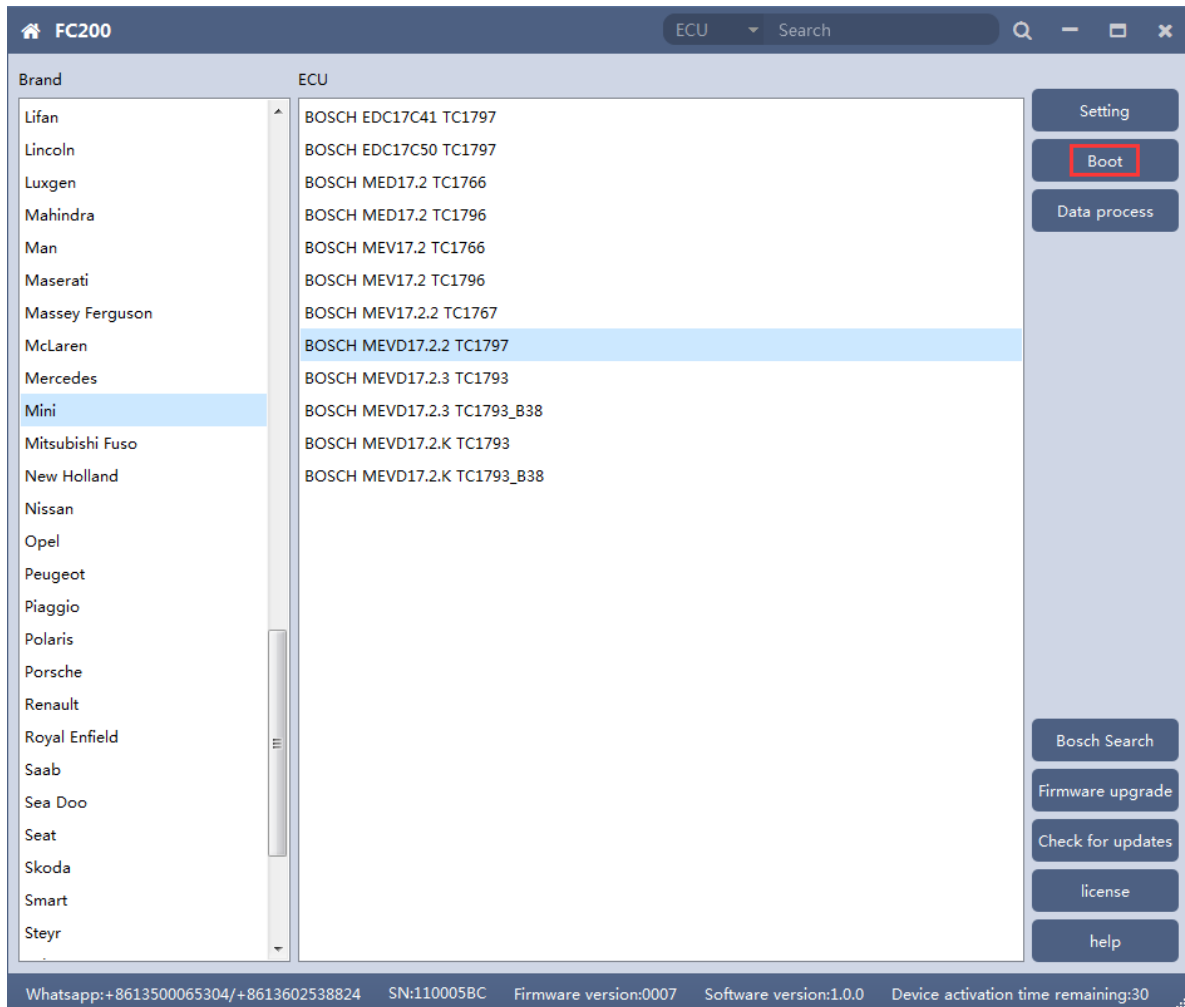 FC200
ECU
Search
Brand
ECU
Lifan
Lincoln
Luxgen
Mahindra
Man
Maserati
Massey Ferguson
McLaren
Mercedes
Mini
Mitsubishi Fuso
New Holland
Nissan
Opel
Peugeot
Piaggio
Polaris
Porsche
Renault
Royal Enfield
Saab
Sea Doo
Seat
Skoda
Smart
Steyr
BOSCH EDC17C41 TC1797
BOSCH EDC17C50 TC1797
BOSCH MED17.2 TC1766
BOSCH MED17.2 TC1796
BOSCH MEV17.2 TC1766
BOSCH MEV17.2 TC1796
BOSCH MEV17.2.2 TC1767
BOSCH MEVD17.2.2 TC1797
BOSCH MEVD17.2.3 TC1793
BOSCH MEVD17.2.3 TC1793_B38
BOSCH MEVD17.2.K TC1793
BOSCH MEVD17.2.K TC1793_B38
Setting
Boot
Data process
Bosch Search
Firmware upgrade
Check for updates
license
help
Whatsapp:+8613500065304/+8613602538824 SN:110005BC Firmware version:0007 Software version:1.0.0 Device activation time remaining:30